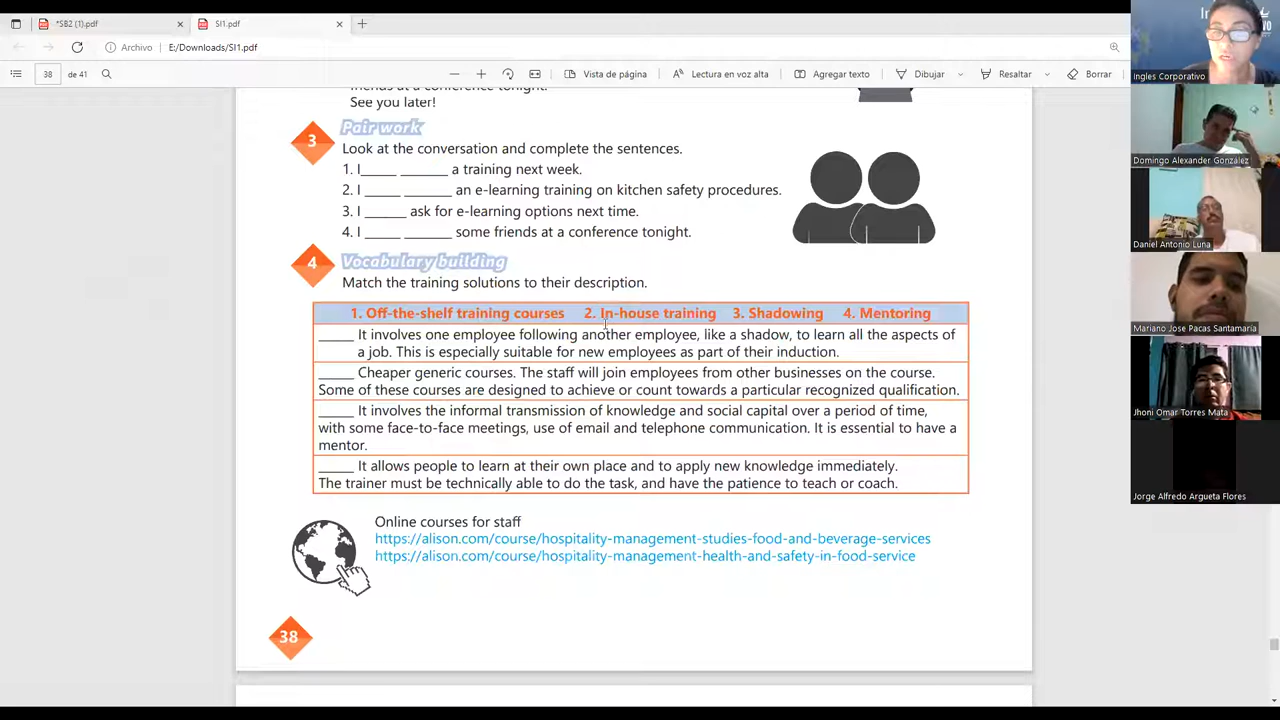 *SB2 (1).pdf
SI1.pdf
Archivo
E:/Downloads/SI1.pdf
38
de 41
Vista de página
Lectura en voz alta
Agregar texto
Dibujar
Resaltar
Borrar
See you later!
3
Pair work
Look at the conversation and complete the sentences.
1. I_____ ______ a training next week.
2. I _____ ______ an e-learning training on kitchen safety procedures.
3. I ______ ask for e-learning options next time.
4. I _____ _______ some friends at a conference tonight.
4
Vocabulary building
Match the training solutions to their description.
1. Off-the-shelf training courses 2. In-house training 3. Shadowing 4. Mentoring
_____ It involves one employee following another employee, like a shadow, to learn all the aspects of
a job. This is especially suitable for new employees as part of their induction.
_____ Cheaper generic courses. The staff will join employees from other businesses on the course.
Some of these courses are designed to achieve or count towards a particular recognized qualification.
_____ It involves the informal transmission of knowledge and social capital over a period of time,
with some face-to-face meetings, use of email and telephone communication. It is essential to have a
mentor.
_____ It allows people to learn at their own place and to apply new knowledge immediately.
The trainer must be technically able to do the task, and have the patience to teach or coach.
Online courses for staff
https://alison.com/course/hospitality-management-studies-food-and-beverage-services
https://alison.com/course/hospitality-management-health-and-safety-in-food-service
38
Ingles Corporativo
Domingo Alexander González
Daniel Antonio Luna
Mariano Jose Pacas Santamaría
Jhoni Omar Torres Mata
Jorge Alfredo Argueta Flores